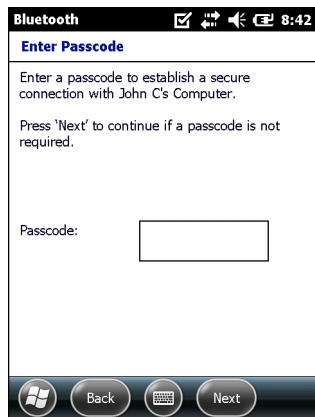 Bluetooth 8:42
Enter Passcode
Enter a passcode to establish a secure
connection with John C's Computer.
Press `Next' to continue if a passcode is not
required.
Passcode:
Back Next